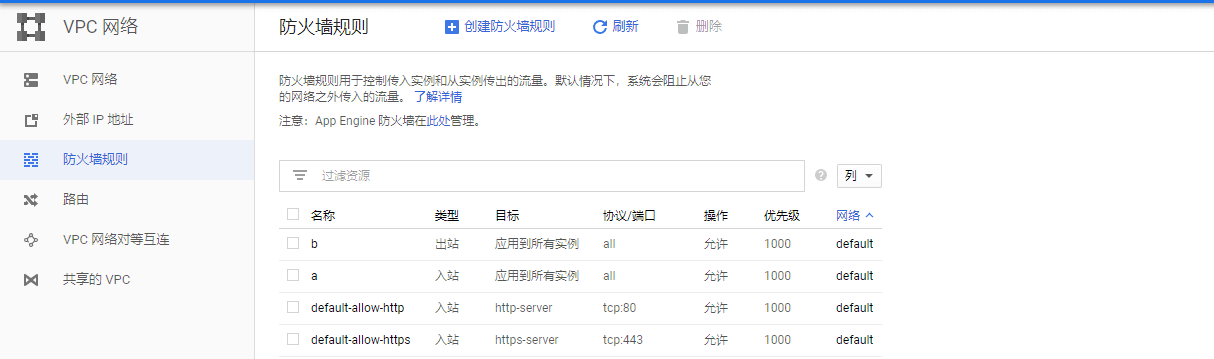 VPC 网络
防火墙规则
创建防火墙规则
刷新
删除
VPC 网络
外部 IP 地址
防火墙规则
路由
VPC 网络对等互连
共享的 VPC
防火墙规则用于控制传入实例和从实例传出的流量。默认情况下，系统会阻止从您
的网络之外传入的流量。 了解详情
注意：App Engine 防火墙在此处管理。
过滤资源
? 列
名称 类型 目标 协议/端口 操作 优先级 网络
b 出站 应用到所有实例 all 允许 1000 default
a 入站 应用到所有实例 all 允许 1000 default
default-allow-http 入站 http-server tcp:80 允许 1000 default
default-allow-https 入站 https-server tcp:443 允许 1000 default